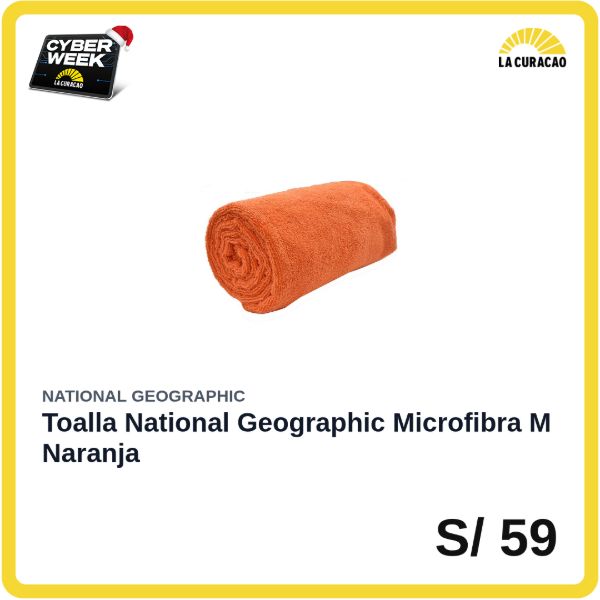 CYBER
WEEK
LA CURACAO
LA CURACAO
NATIONAL GEOGRAPHIC
Toalla National Geographic Microfibra M
Naranja
S/ 59